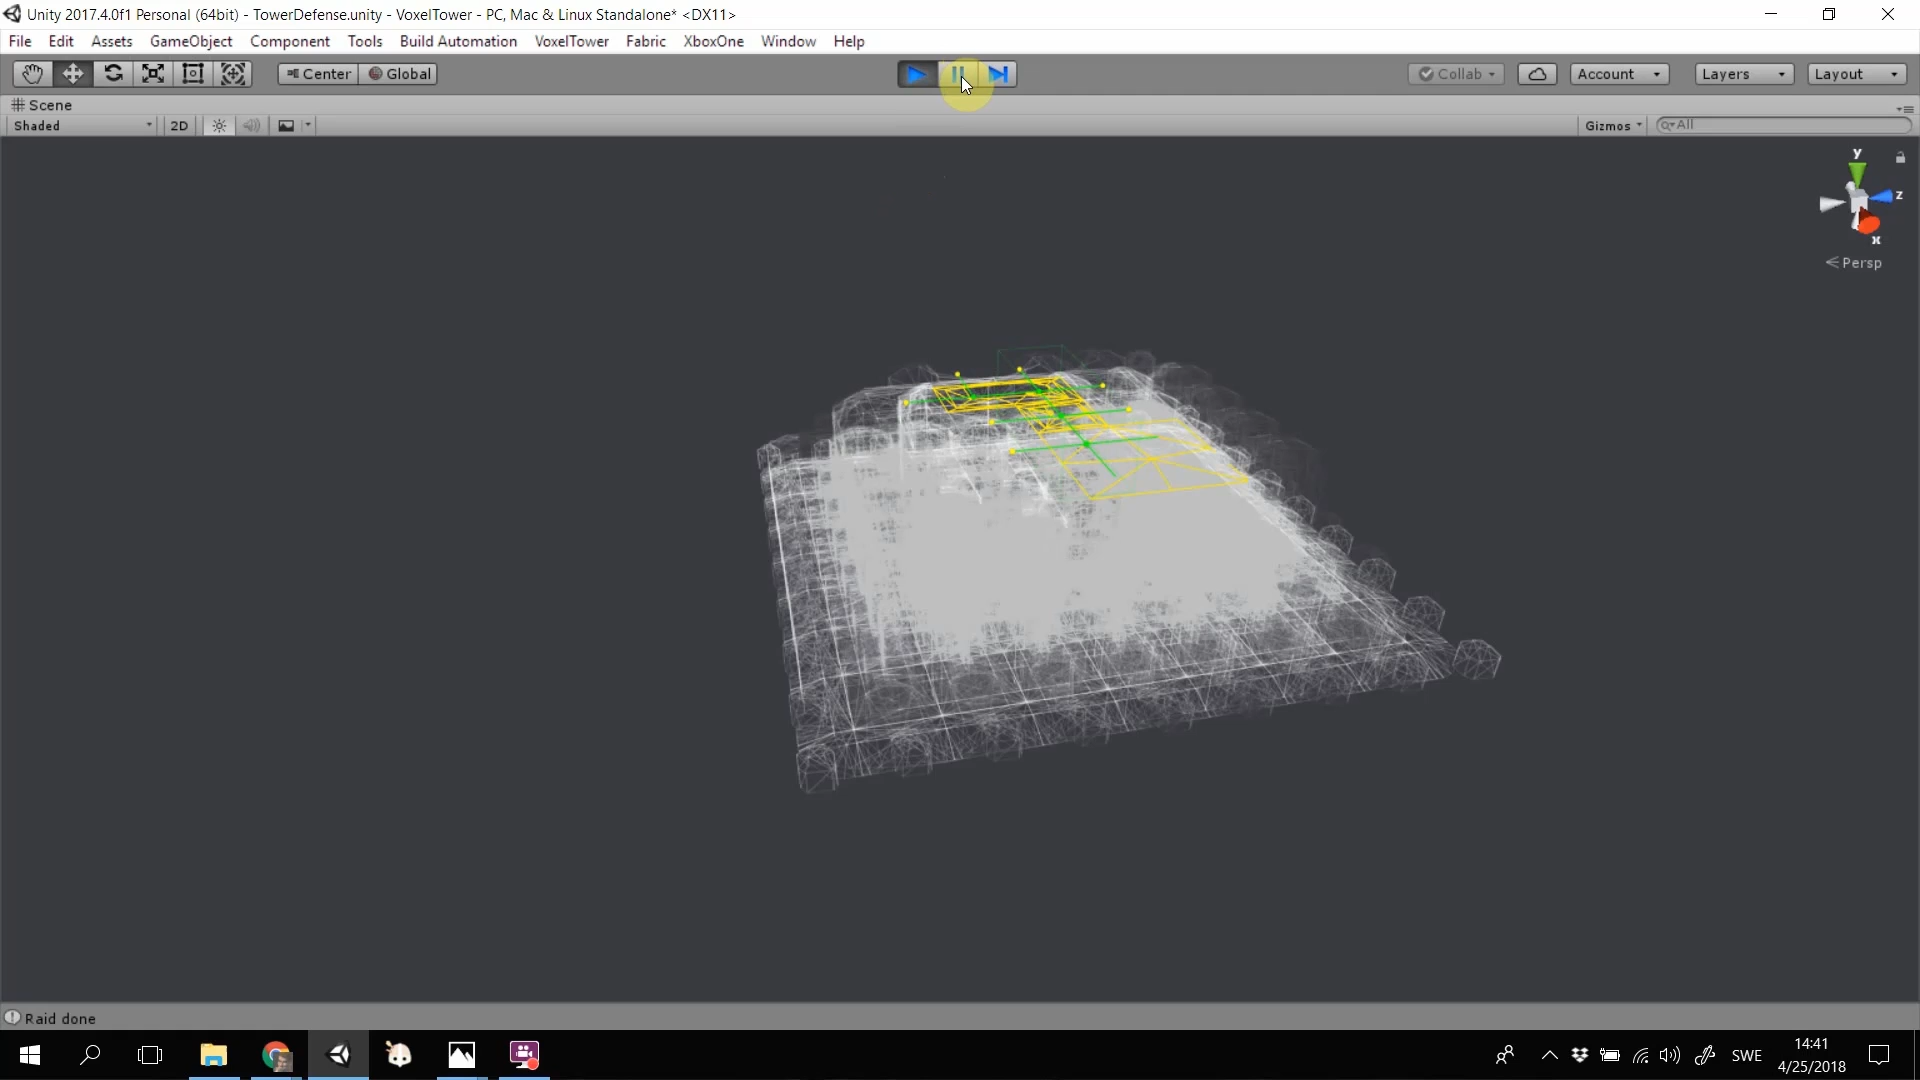 Unity 2017.4.0f1 Personal (64bit) - TowerDefense.unity - VoxelTower - PC, Mac & Linux Standalone* <DX11>
File Edit Assets GameObject Component Tools Build Automation VoxelTower Fabric XboxOne Window Help
Center Global Collab Account Layers Layout
Scene
Shaded 2D Gizmos All
y
z
x
Persp
Raid done
SWE
14:41
4/25/2018